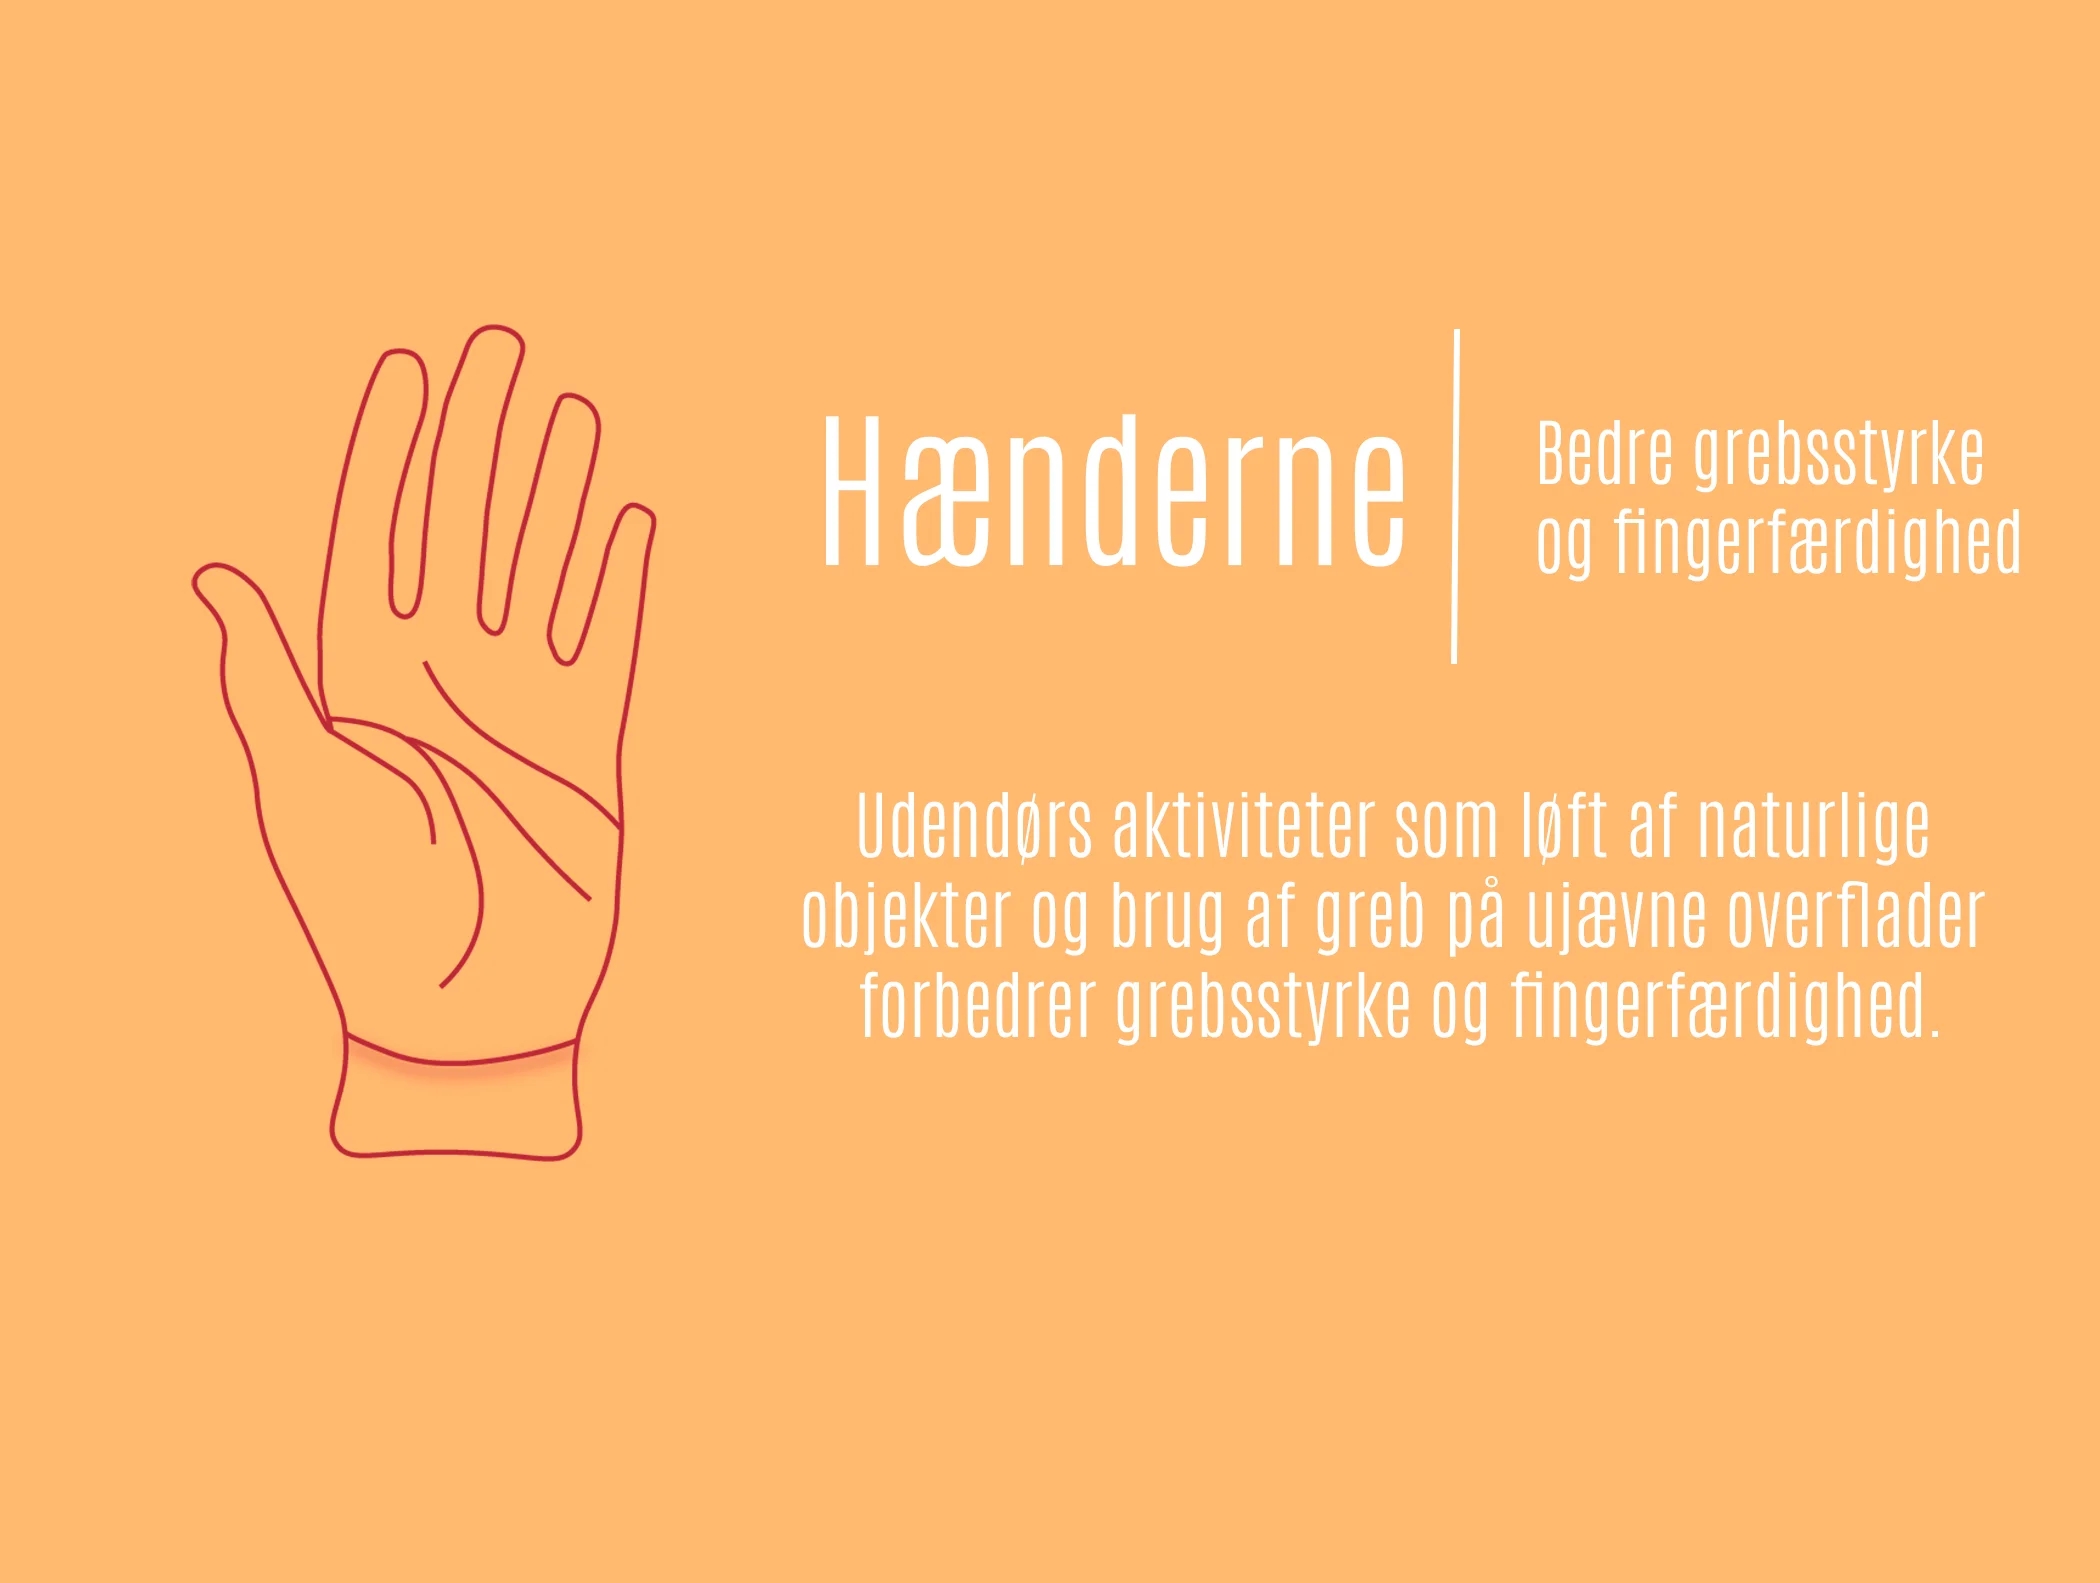 Hænderne
Bedre grebsstyrke
og fingerfærdighed
Udendørs aktiviteter som løft af naturlige
objekter og brug af greb på ujævne overflader
forbedrer grebsstyrke og fingerfærdighed.